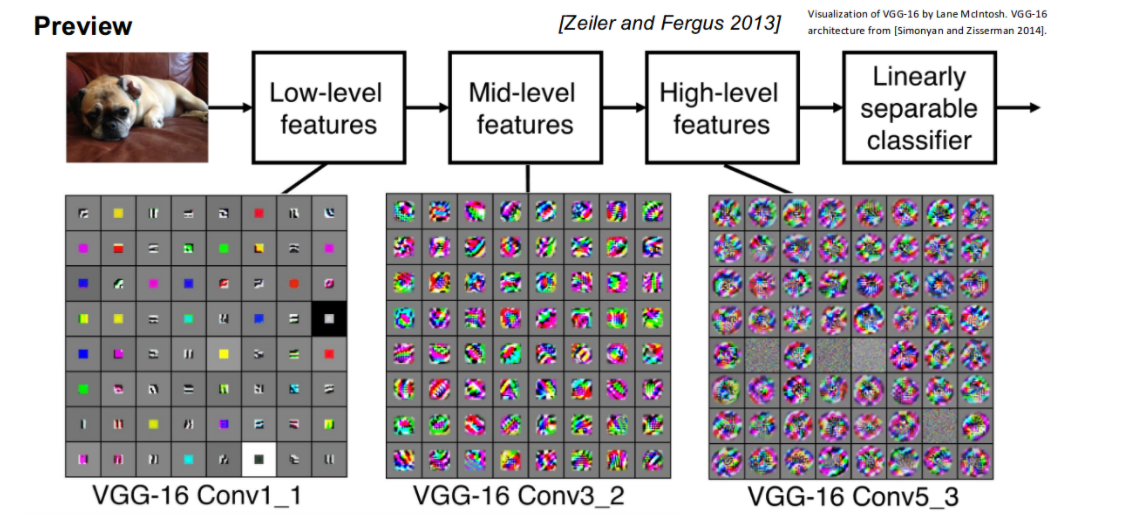 Preview
[Zeiler and Fergus 2013]
Visualization of VGG-16 by Lane McIntosh. VGG-16
architecture from [Simonyan and Zisserman 2014].
Low-level
features
Mid-level
features
High-level
features
Linearly
separable
classifier
VGG-16 Conv1_1
VGG-16 Conv3_2
VGG-16 Conv5_3